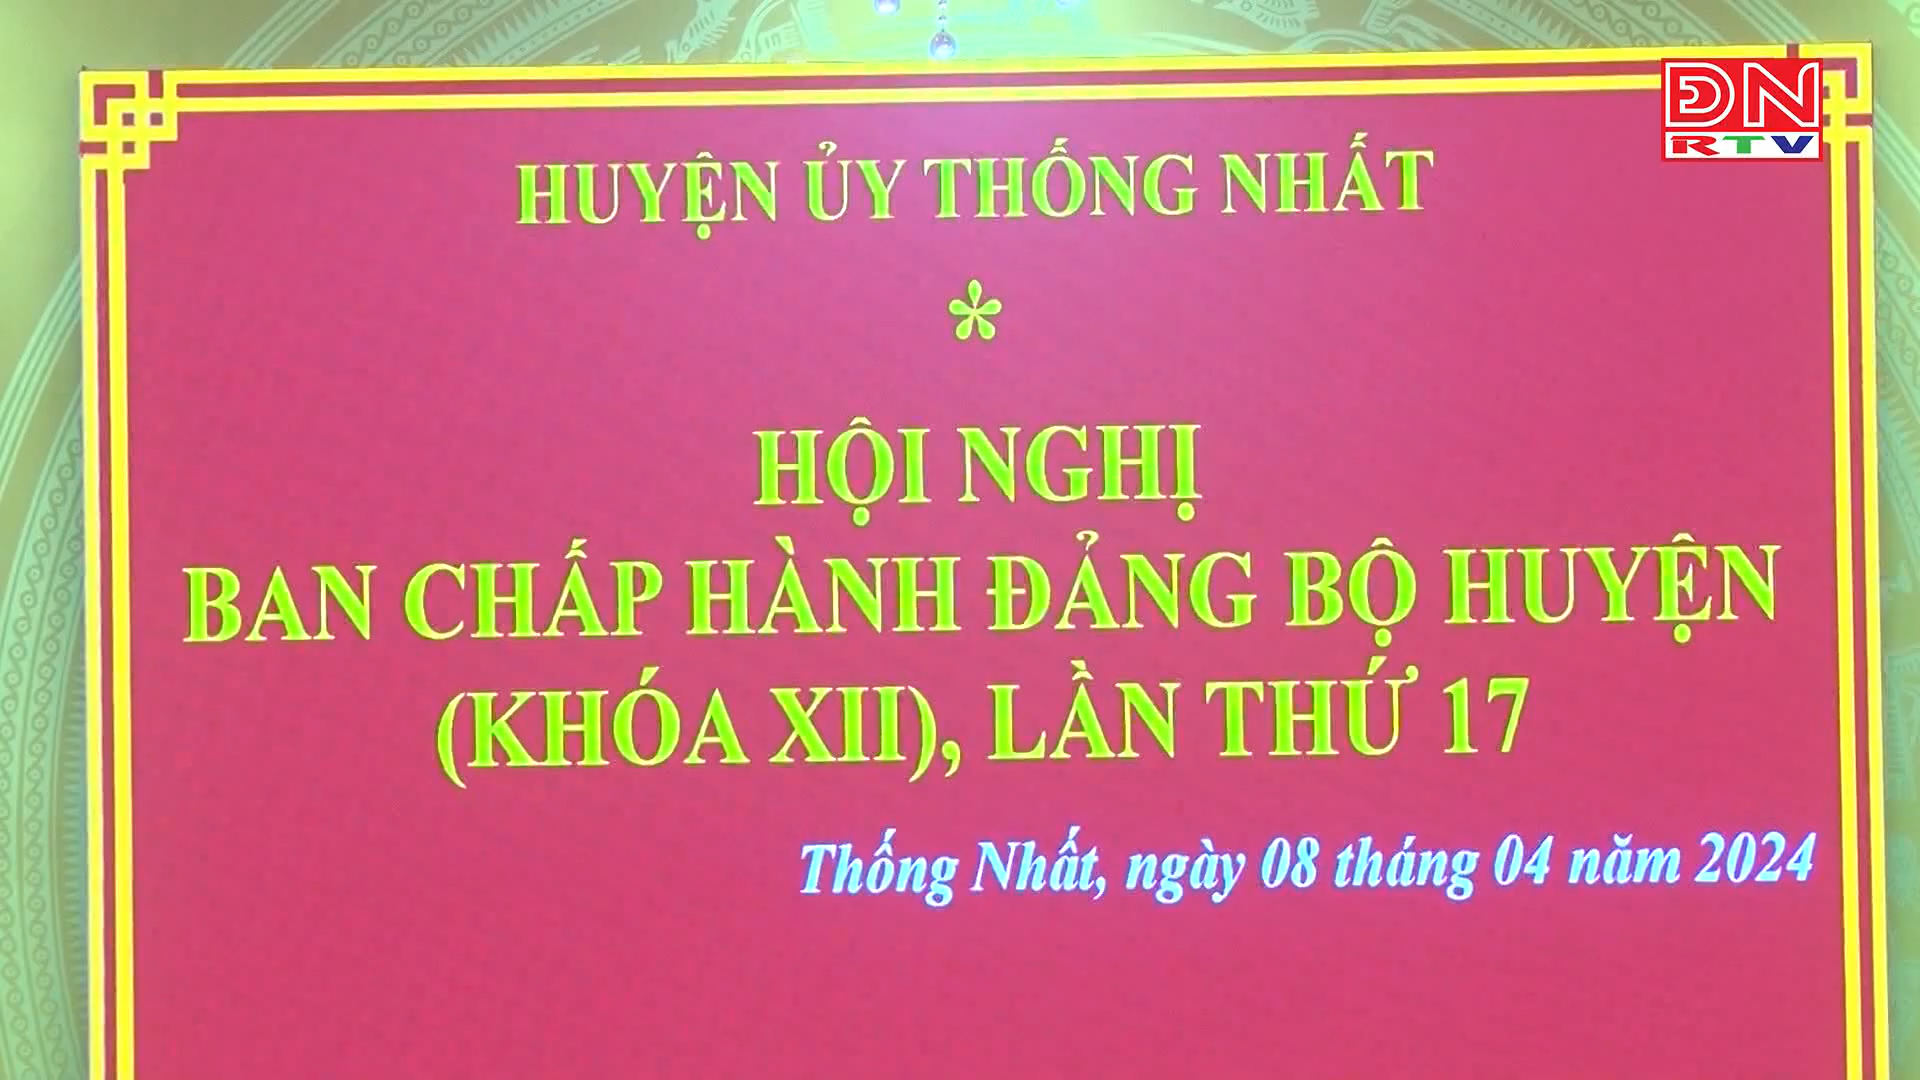 ĐN
RTV
HUYỆN ỦY THỐNG NHẤT
*
HỘI NGHỊ
BAN CHẤP HÀNH ĐẢNG BỘ HUYỆN
(KHÓA XII), LẦN THỨ 17
Thống Nhất, ngày 08 tháng 04 năm 2024